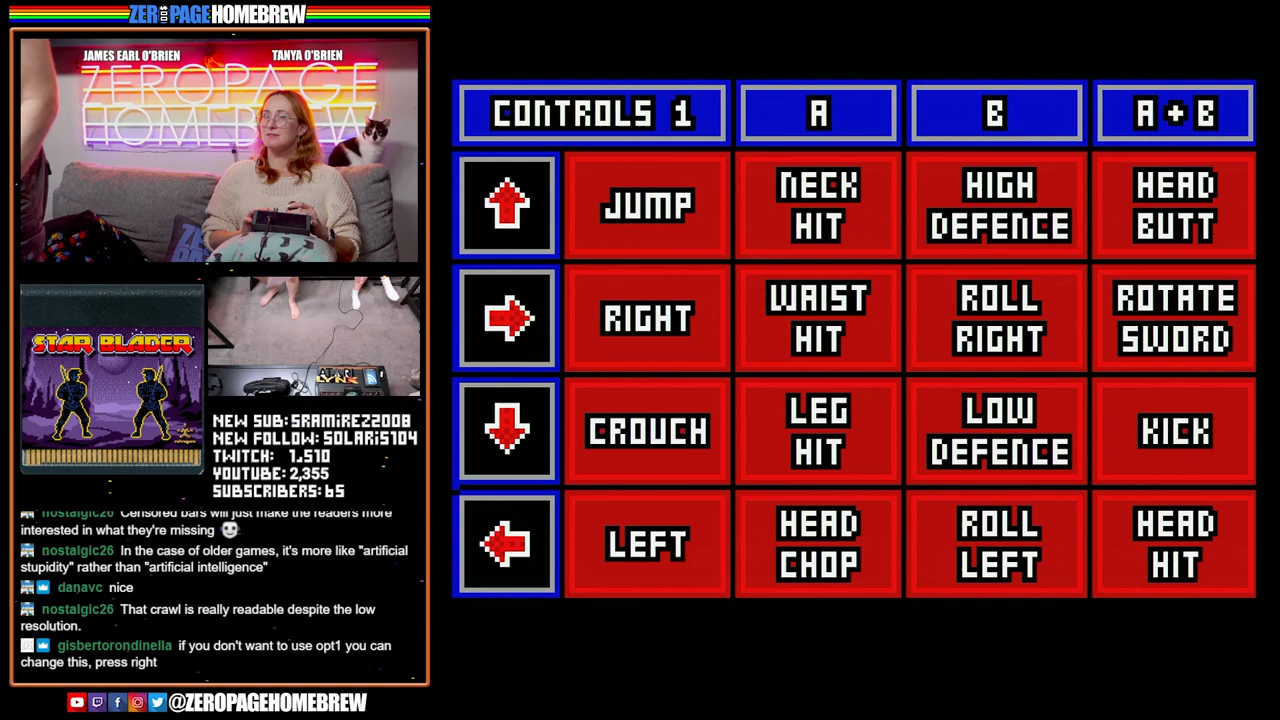 ZEROPAGEHOMEBREW
JAMES EARL O'BRIEN
TANYA O'BRIEN
ZEROPAGE
HOMEBREW
STAR BLADER
ATARI
LYNX
NEW SUB: SRAMIREZ2008
NEW FOLLOW: SOLARIS104
TWITCH: 1,510
YOUTUBE: 2,355
SUBSCRIBERS: 65
nostalgic26 Censored bars will just make the readers more
interested in what they're missing
nostalgic26 In the case of older games, it's more like "artificial
stupidity" rather than "artificial intelligence"
danavc nice
nostalgic26 That crawl is really readable despite the low
resolution.
gisbertorondinella if you don't want to use opt1 you can
change this, press right
@ZEROPAGEHOMEBREW
CONTROLS 1
A
B
A + B
JUMP
NECK
HIT
HIGH
DEFENCE
HEAD
BUTT
RIGHT
WAIST
HIT
ROLL
RIGHT
ROTATE
SWORD
CROUCH
LEG
HIT
LOW
DEFENCE
KICK
LEFT
HEAD
CHOP
ROLL
LEFT
HEAD
HIT